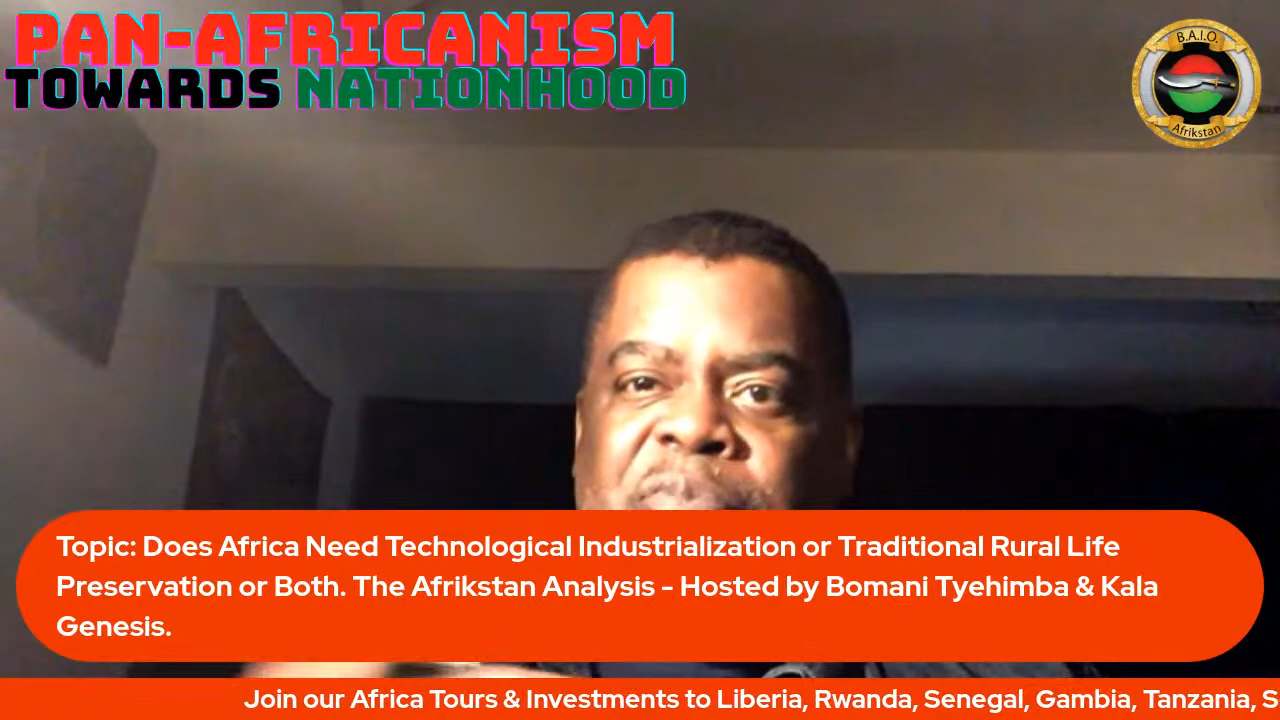 PAN-AFRICANISM
TOWARDS NATIONHOOD
B.A.I.O.
Afrikstan
Topic: Does Africa Need Technological Industrialization or Traditional Rural Life
Preservation or Both. The Afrikstan Analysis - Hosted by Bomani Tyehimba & Kala
Genesis.
Join our Africa Tours & Investments to Liberia, Rwanda, Senegal, Gambia, Tanzania, S